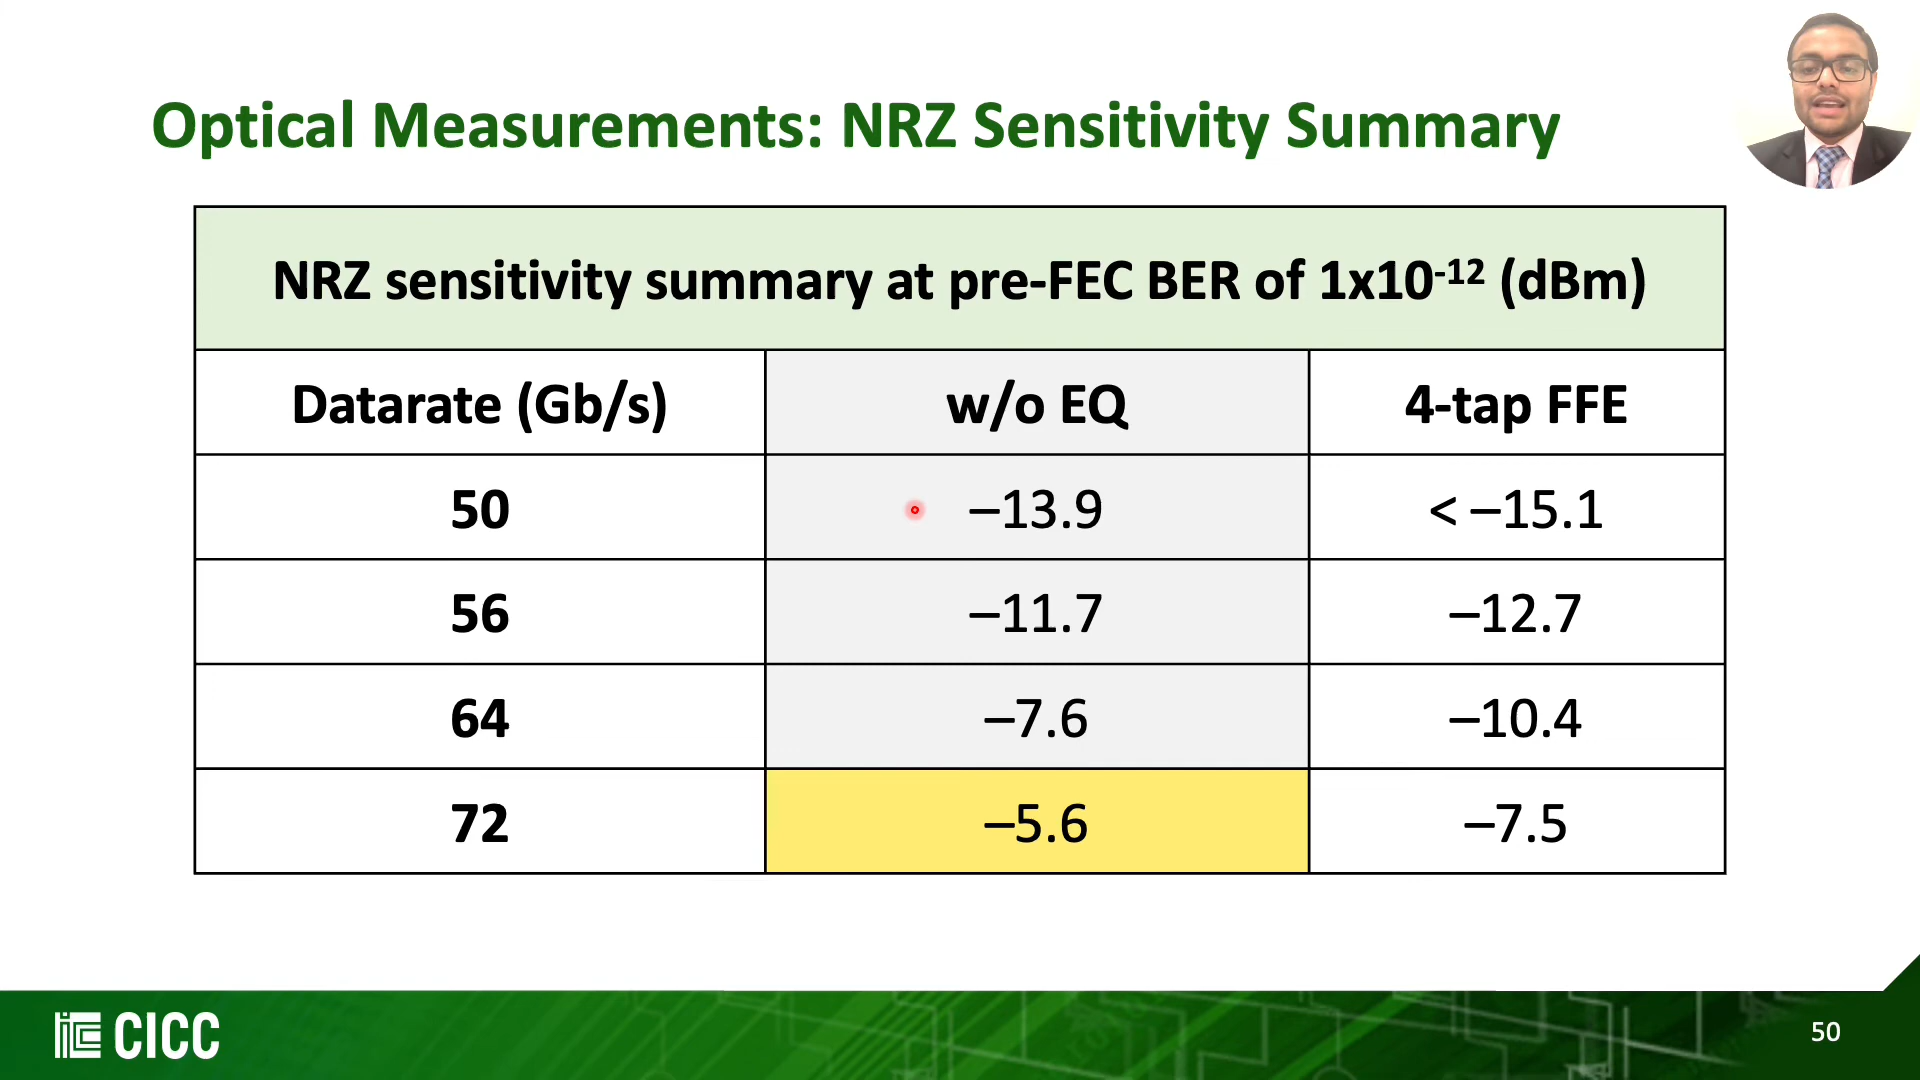 Optical Measurements: NRZ Sensitivity Summary
NRZ sensitivity summary at pre-FEC BER of 1x10⁻¹² (dBm)
Datarate (Gb/s) w/o EQ 4-tap FFE
50 –13.9 < –15.1
56 –11.7 –12.7
64 –7.6 –10.4
72 –5.6 –7.5
CICC
50